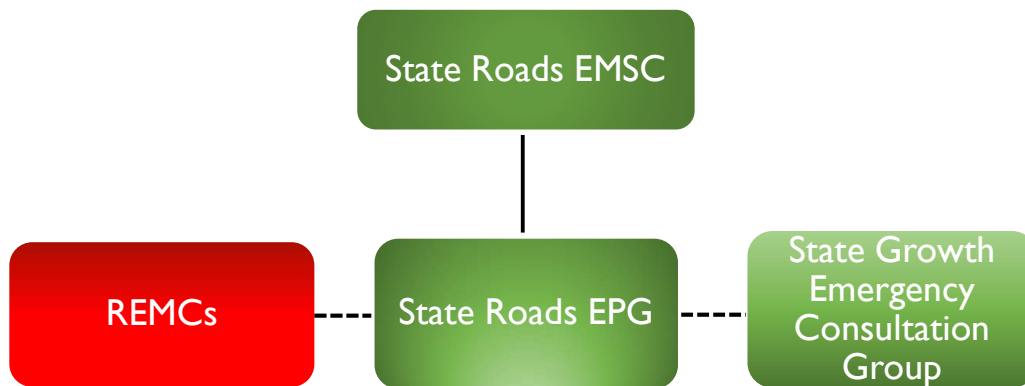 State Roads EMSC
REMCs
State Roads EPG
State Growth
Emergency
Consultation
Group